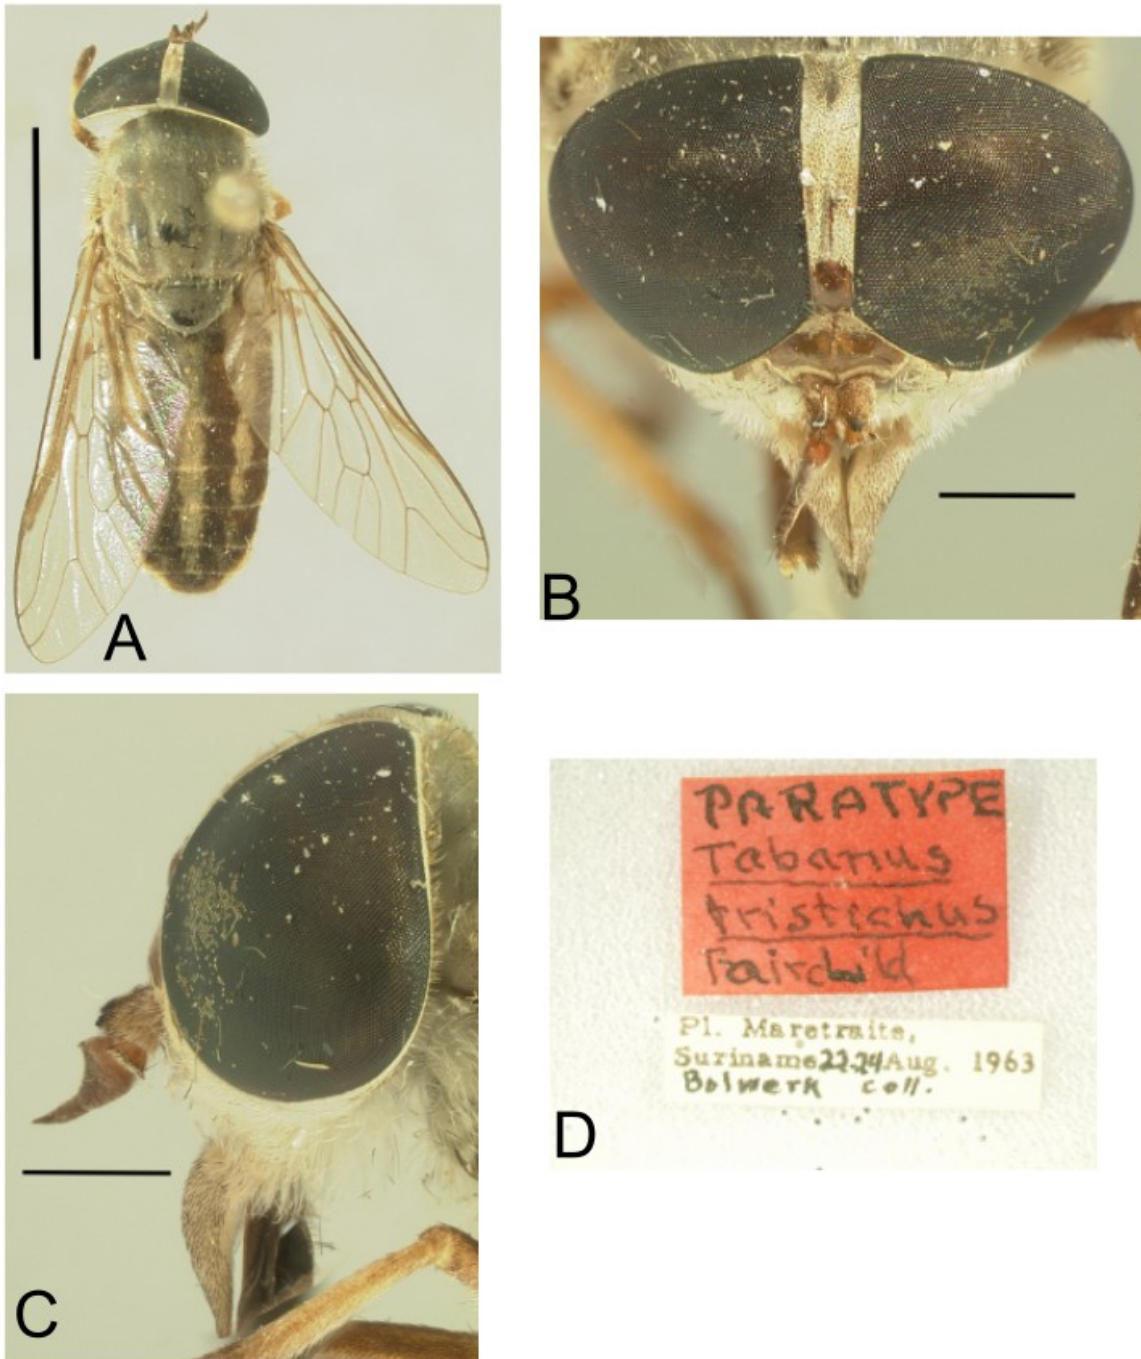 A
B
C
PARATYPE
Tabanus
tristichus
Fairchild
Pl. Maretraite,
Suriname 22-24 Aug. 1963
Bolwerk coll.
D